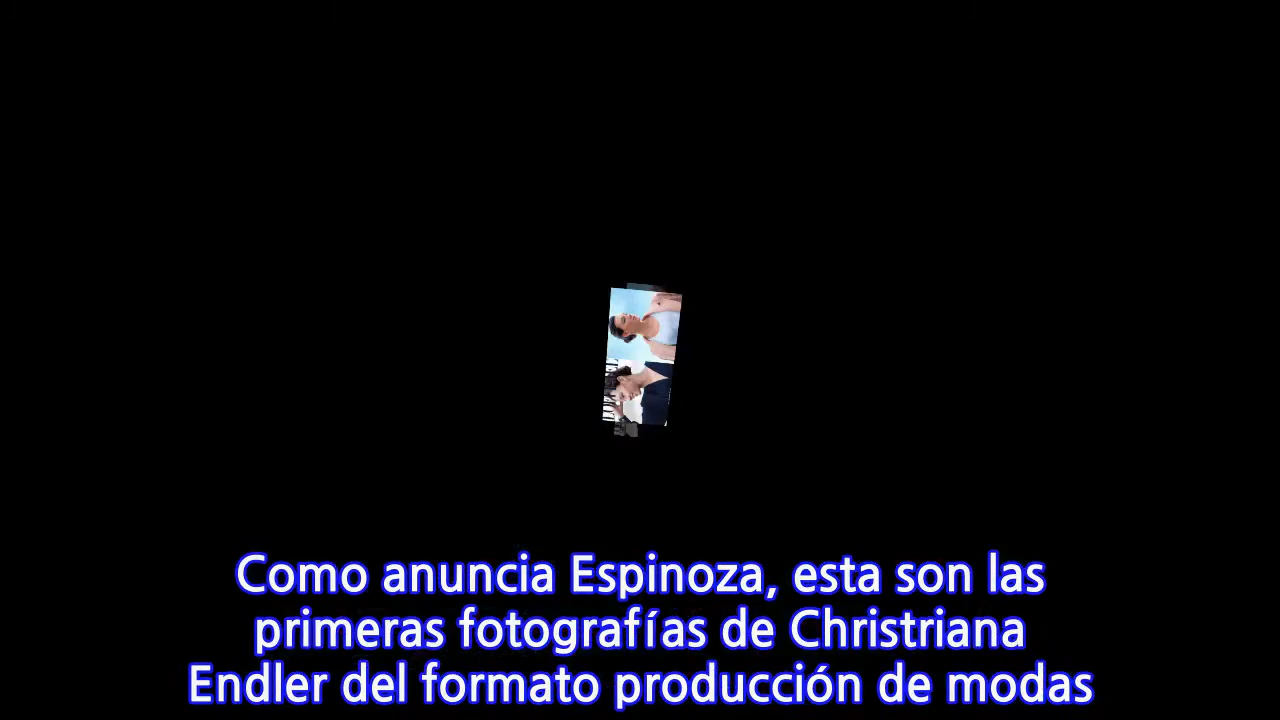 Como anuncia Espinoza, esta son las
primeras fotografías de Christriana
Endler del formato producción de modas